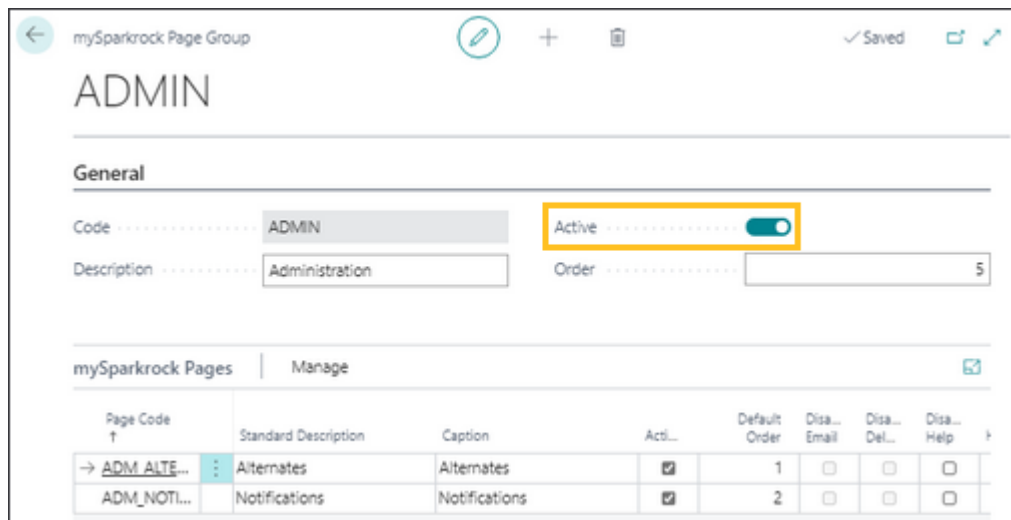 mySparkrock Page Group
Saved
ADMIN
General
Code ADMIN Active
Description Administration Order 5
mySparkrock Pages Manage
Page Code Standard Description Caption Acti... Default Order Disa... Email Disa... Del... Disa... Help
ADM_ALTE... Alternates Alternates 1
ADM_NOTI... Notifications Notifications 2